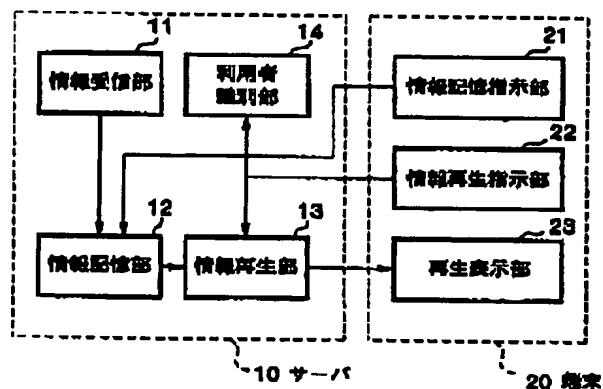 11
情報受信部
14
利用者
識別部
21
情報記憶指示部
22
情報再生指示部
12
情報記憶部
13
情報再生部
23
再生表示部
10 サーバ
20 端末